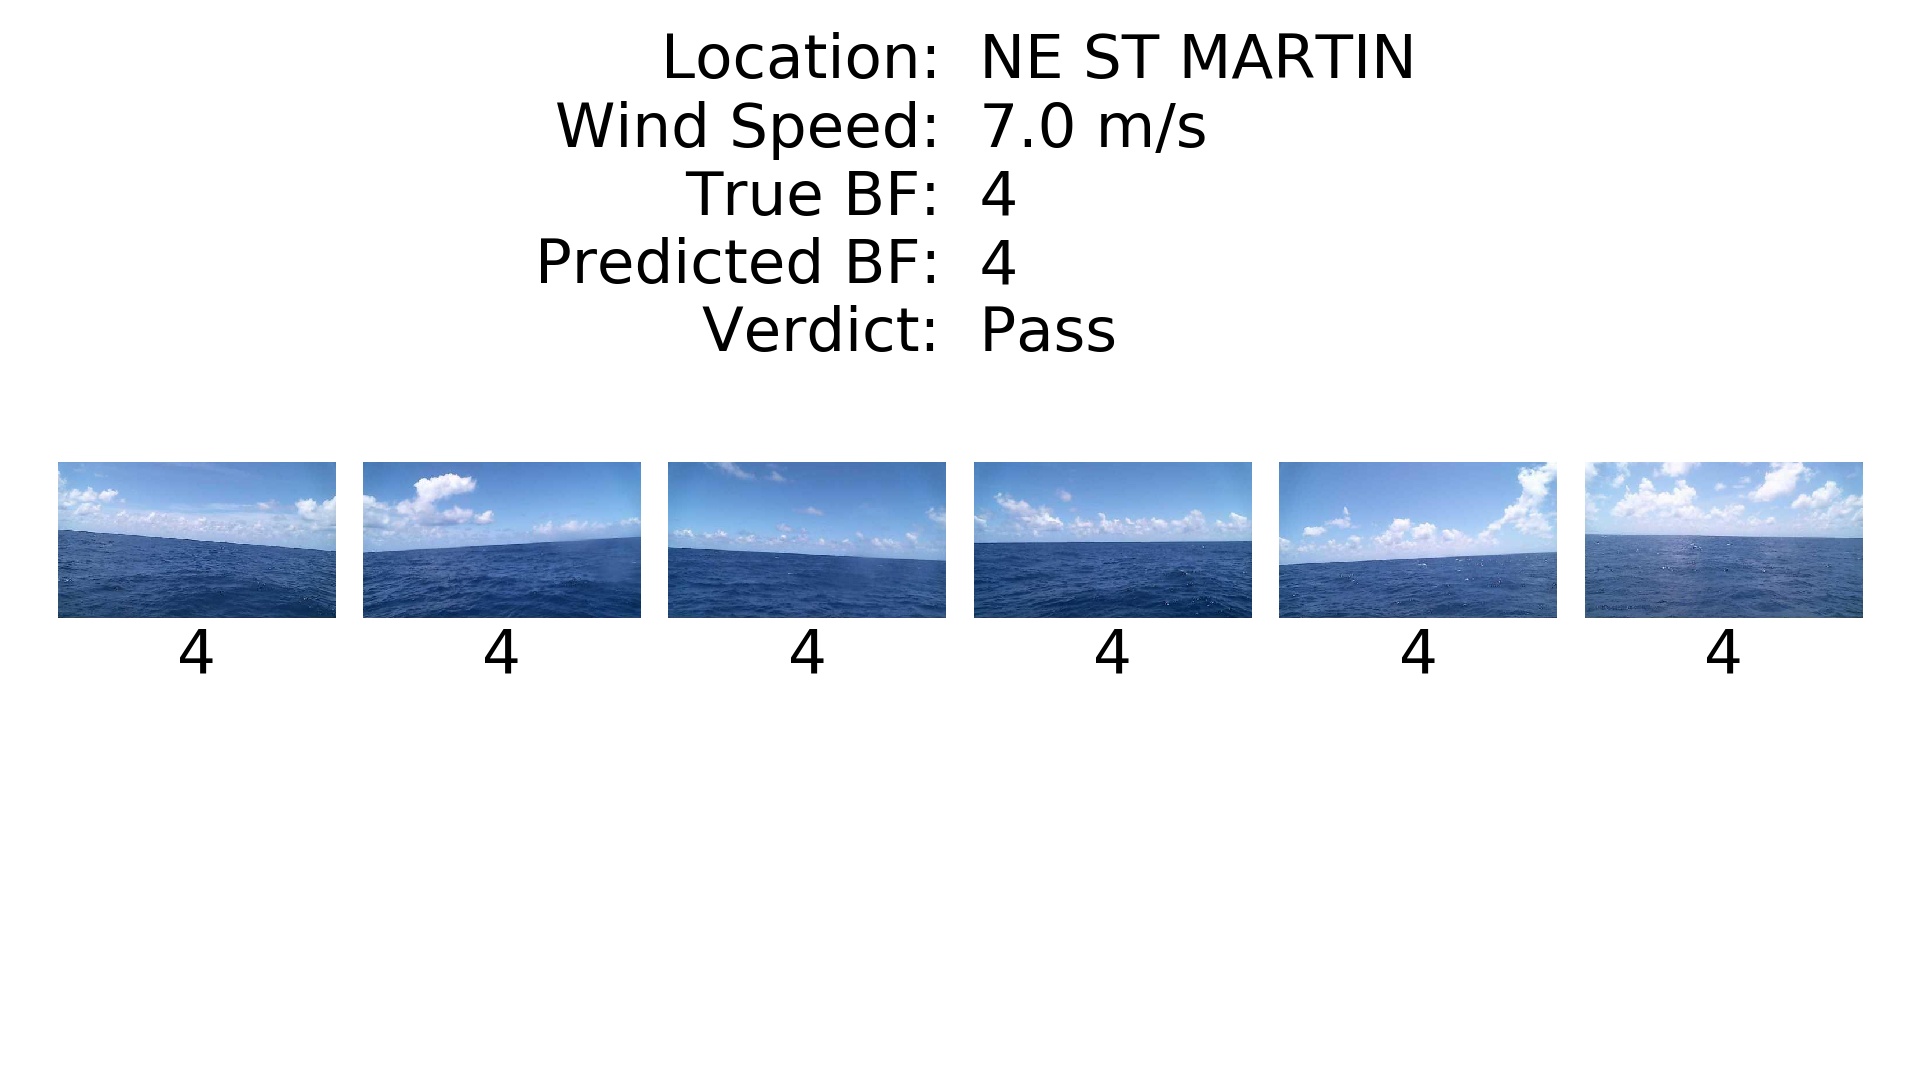 Location: NE ST MARTIN
Wind Speed: 7.0 m/s
True BF: 4
Predicted BF: 4
Verdict: Pass
4 4 4 4 4 4